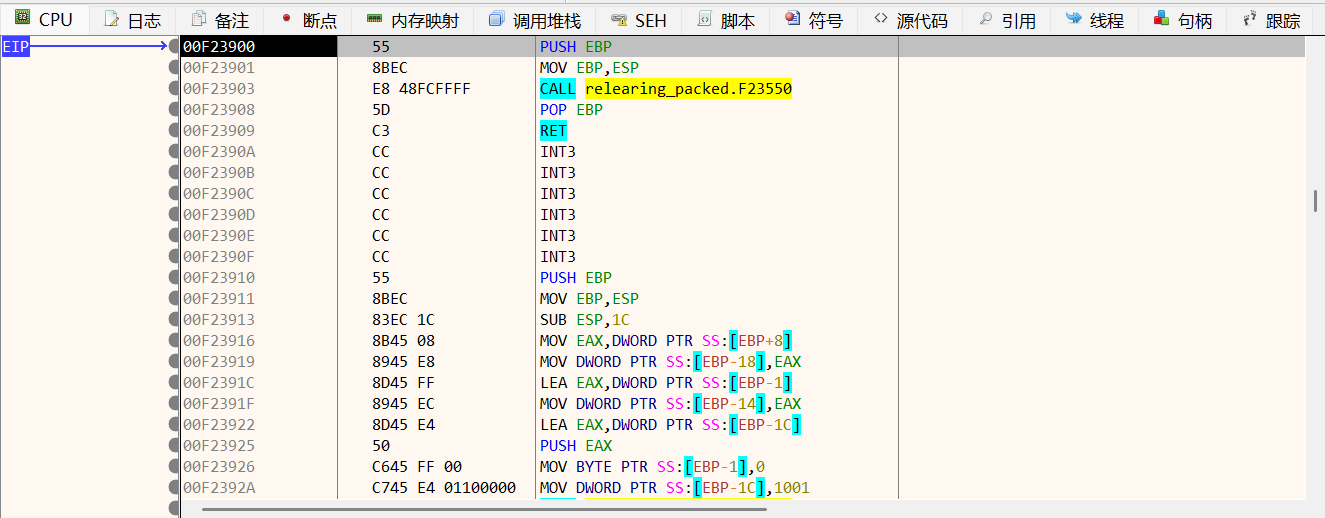 CPU 日志 备注 断点 内存映射 调用堆栈 SEH 脚本 符号 源代码 引用 线程 句柄 跟踪
EIP 00F23900 55 PUSH EBP
00F23901 8BEC MOV EBP,ESP
00F23903 E8 48FCFFFF CALL relearing_packed.F23550
00F23908 5D POP EBP
00F23909 C3 RET
00F2390A CC INT3
00F2390B CC INT3
00F2390C CC INT3
00F2390D CC INT3
00F2390E CC INT3
00F2390F CC INT3
00F23910 55 PUSH EBP
00F23911 8BEC MOV EBP,ESP
00F23913 83EC 1C SUB ESP,1C
00F23916 8B45 08 MOV EAX,DWORD PTR SS:[EBP+8]
00F23919 8945 E8 MOV DWORD PTR SS:[EBP-18],EAX
00F2391C 8D45 FF LEA EAX,DWORD PTR SS:[EBP-1]
00F2391F 8945 EC MOV DWORD PTR SS:[EBP-14],EAX
00F23922 8D45 E4 LEA EAX,DWORD PTR SS:[EBP-1C]
00F23925 50 PUSH EAX
00F23926 C645 FF 00 MOV BYTE PTR SS:[EBP-1],0
00F2392A C745 E4 01100000 MOV DWORD PTR SS:[EBP-1C],1001